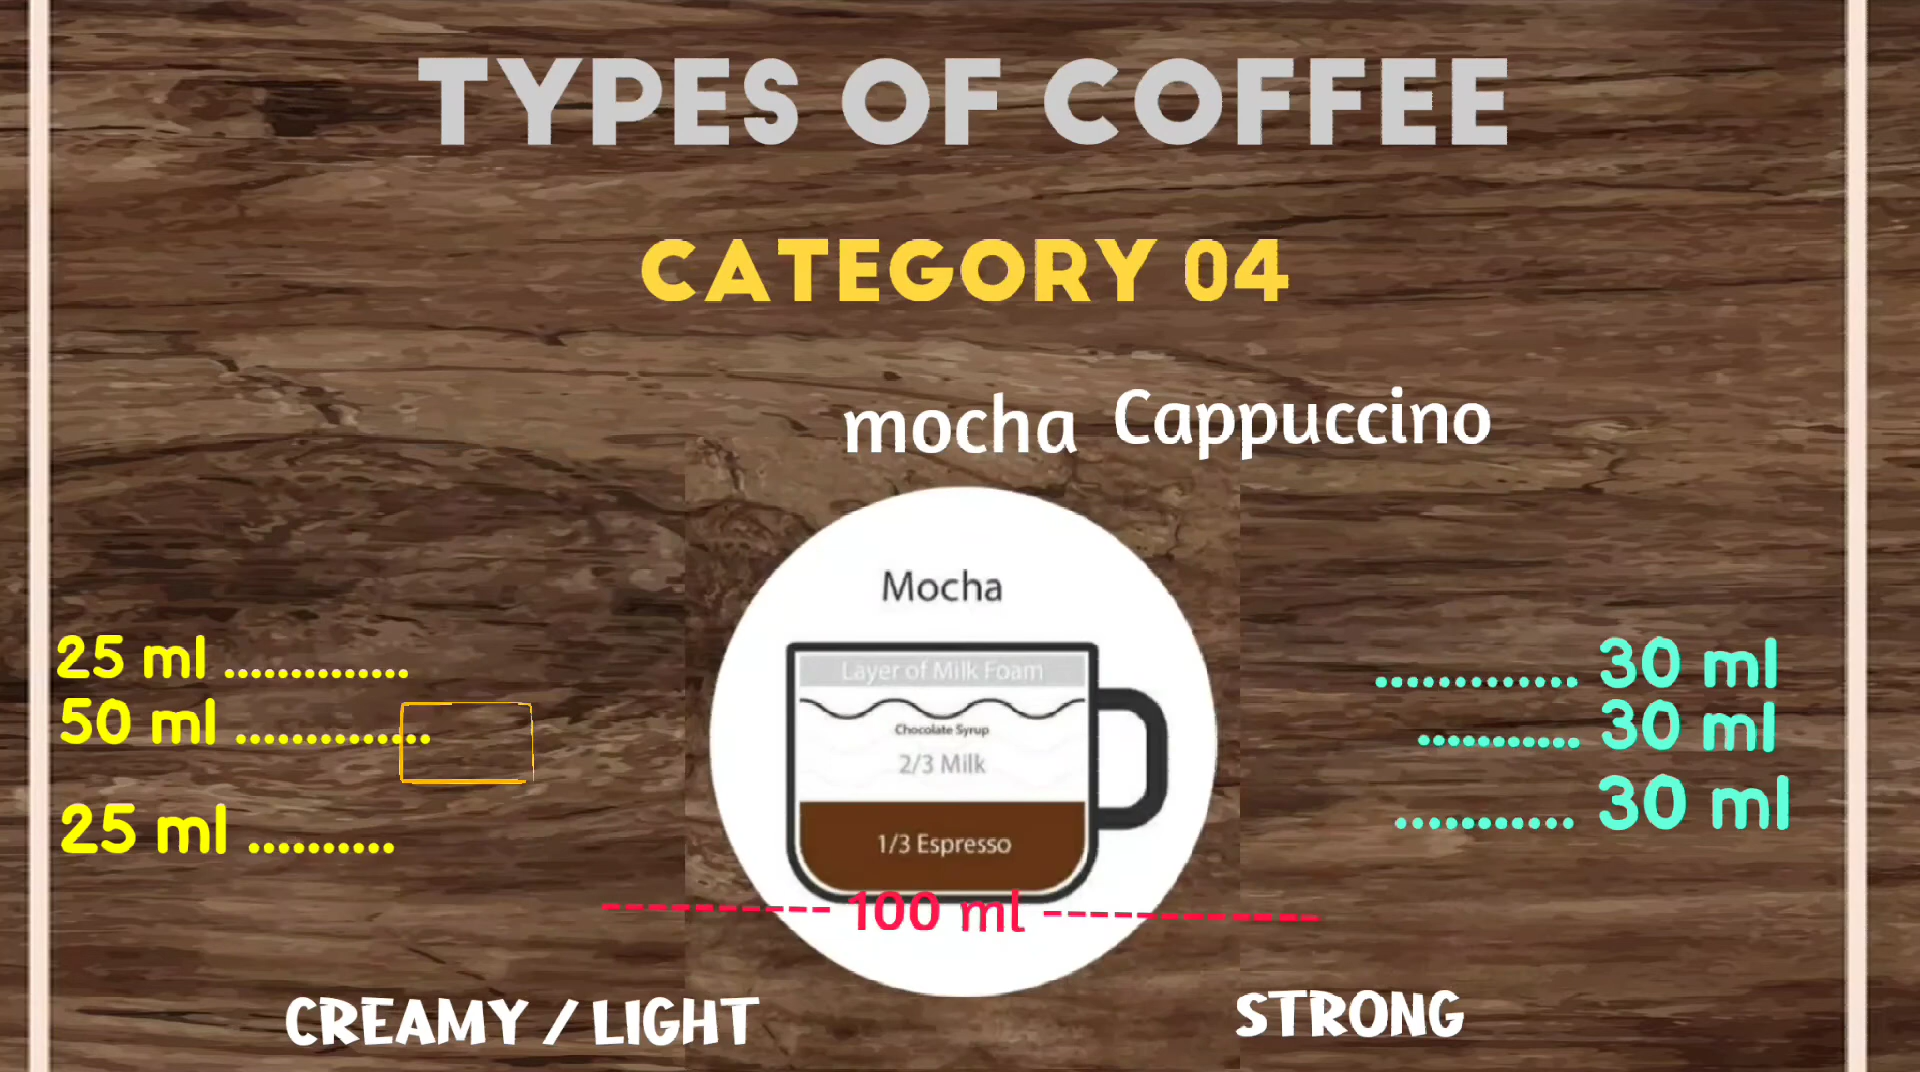 TYPES OF COFFEE
CATEGORY 04
mocha Cappuccino
Mocha
Layer of Milk Foam
Chocolate Syrup
2/3 Milk
1/3 Espresso
25 ml ..............
50 ml ...............
25 ml ..........
............. 30 ml
........... 30 ml
............ 30 ml
--------- 100 ml -----------
CREAMY / LIGHT
STRONG